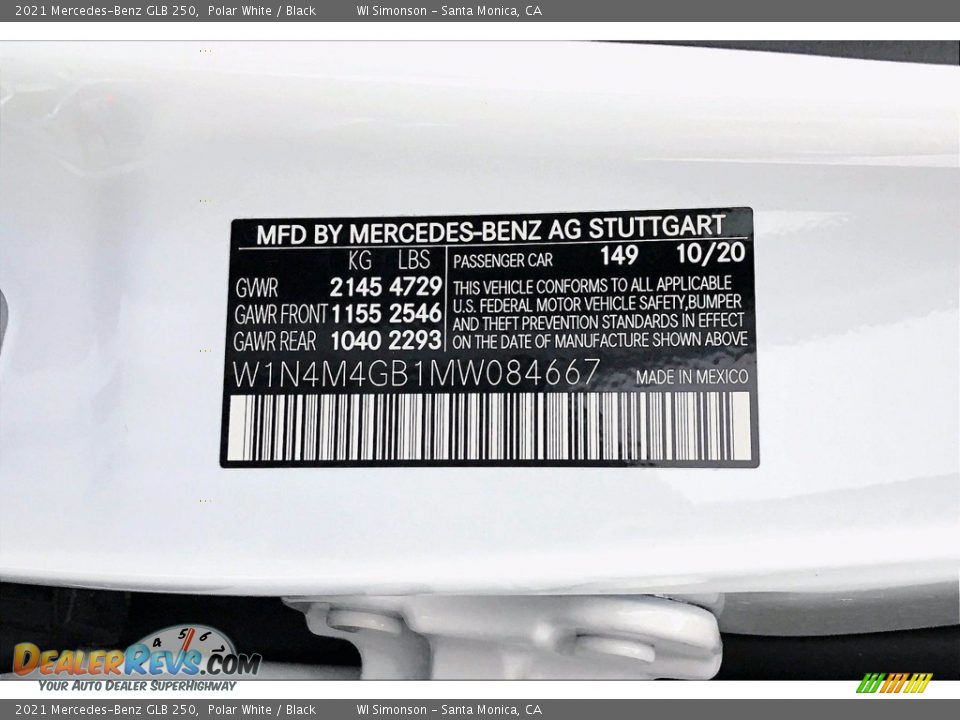 2021 Mercedes-Benz GLB 250, Polar White / Black WI Simonson - Santa Monica, CA
MFD BY MERCEDES-BENZ AG STUTTGART
KG LBS PASSENGER CAR 149 10/20
GVWR 2145 4729
GAWR FRONT 1155 2546
GAWR REAR 1040 2293
THIS VEHICLE CONFORMS TO ALL APPLICABLE
U.S. FEDERAL MOTOR VEHICLE SAFETY,BUMPER
AND THEFT PREVENTION STANDARDS IN EFFECT
ON THE DATE OF MANUFACTURE SHOWN ABOVE
W1N4M4GB1MW084667 MADE IN MEXICO
4 5 6 7
DEALERREVS.COM
YOUR AUTO DEALER SUPERHIGHWAY
2021 Mercedes-Benz GLB 250, Polar White / Black WI Simonson - Santa Monica, CA